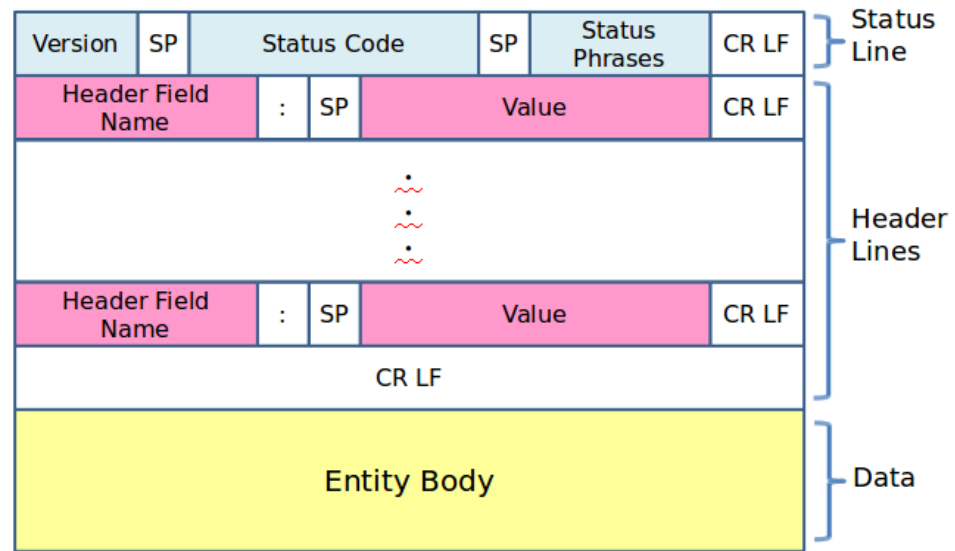 Version SP Status Code SP Status Phrases CR LF
Status Line
Header Field Name : SP Value CR LF
.
.
.
Header Lines
Header Field Name : SP Value CR LF
CR LF
Entity Body
Data